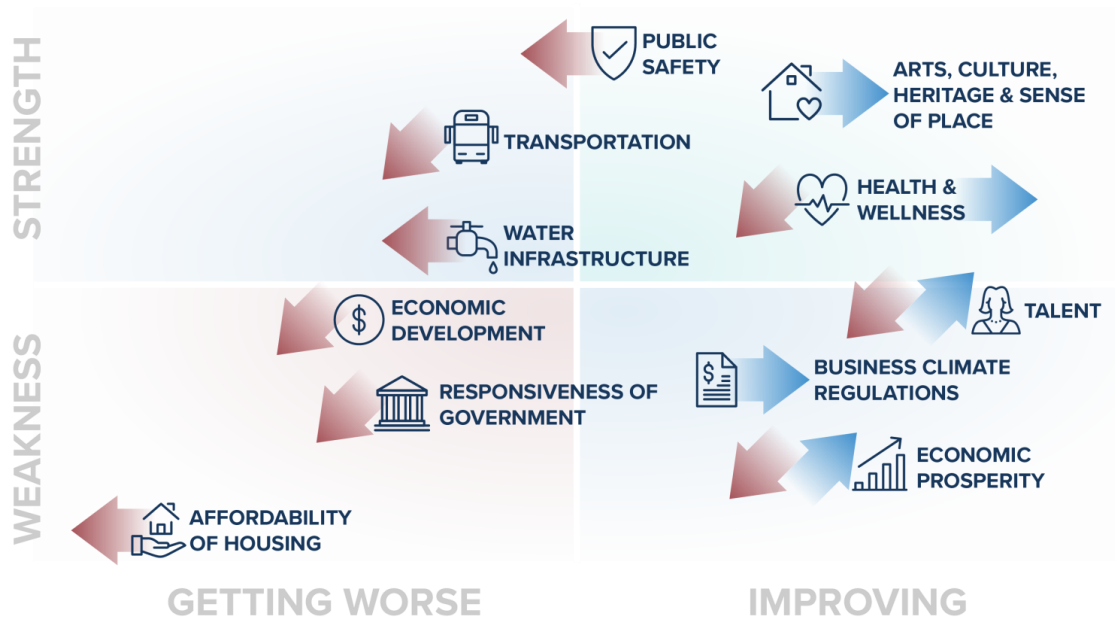 STRENGTH
PUBLIC
SAFETY
ARTS, CULTURE,
HERITAGE & SENSE
OF PLACE
TRANSPORTATION
HEALTH &
WELLNESS
WATER
INFRASTRUCTURE
WEAKNESS
$
ECONOMIC
DEVELOPMENT
TALENT
$
BUSINESS CLIMATE
REGULATIONS
RESPONSIVENESS OF
GOVERNMENT
ECONOMIC
PROSPERITY
AFFORDABILITY
OF HOUSING
GETTING WORSE
IMPROVING